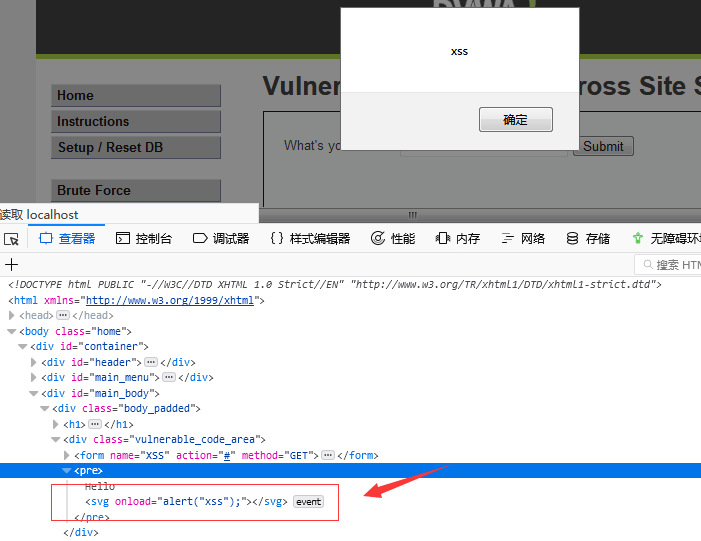 xss
确定
Home
Instructions
Setup / Reset DB
Brute Force
Vulner
ross Site S
What's yo
Submit
读取 localhost
查看器 控制台 调试器 {} 样式编辑器 性能 内存 网络 存储 无障碍环
+ 搜索 HT
<!DOCTYPE html PUBLIC "-//W3C//DTD XHTML 1.0 Strict//EN" "http://www.w3.org/TR/xhtml1/DTD/xhtml1-strict.dtd">
<html xmlns="http://www.w3.org/1999/xhtml">
<head>…</head>
<body class="home">
<div id="container">
<div id="header">…</div>
<div id="main_menu">…</div>
<div id="main_body">
<div class="body_padded">
<h1>…</h1>
<div class="vulnerable_code_area">
<form name="XSS" action="#" method="GET">…</form>
<pre>
Hello
<svg onload="alert("xss");"></svg> event
</pre>
</div>